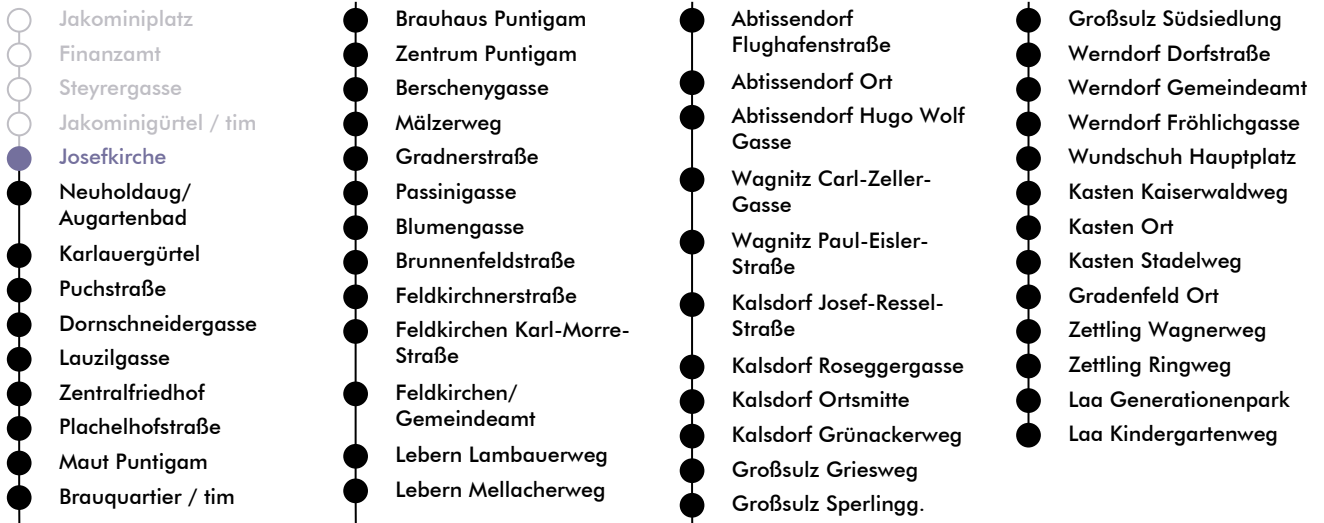 Jakominiplatz
Finanzamt
Steyrergasse
Jakominigürtel / tim
Josefkirche
Neuholdaug/
Augartenbad
Karlauergürtel
Puchstraße
Dornschneidergasse
Lauzilgasse
Zentralfriedhof
Plachelhofstraße
Maut Puntigam
Brauquartier / tim
Brauhaus Puntigam
Zentrum Puntigam
Berschenygasse
Mälzerweg
Gradnerstraße
Passinigasse
Blumengasse
Brunnenfeldstraße
Feldkirchnerstraße
Feldkirchen Karl-Morre-
Straße
Feldkirchen/
Gemeindeamt
Lebern Lambauerweg
Lebern Mellacherweg
Abtissendorf
Flughafenstraße
Abtissendorf Ort
Abtissendorf Hugo Wolf
Gasse
Wagnitz Carl-Zeller-
Gasse
Wagnitz Paul-Eisler-
Straße
Kalsdorf Josef-Ressel-
Straße
Kalsdorf Roseggergasse
Kalsdorf Ortsmitte
Kalsdorf Grünackerweg
Großsulz Griesweg
Großsulz Sperlingg.
Großsulz Südsiedlung
Werndorf Dorfstraße
Werndorf Gemeindeamt
Werndorf Fröhlichgasse
Wundschuh Hauptplatz
Kasten Kaiserwaldweg
Kasten Ort
Kasten Stadelweg
Gradenfeld Ort
Zettling Wagnerweg
Zettling Ringweg
Laa Generationenpark
Laa Kindergartenweg